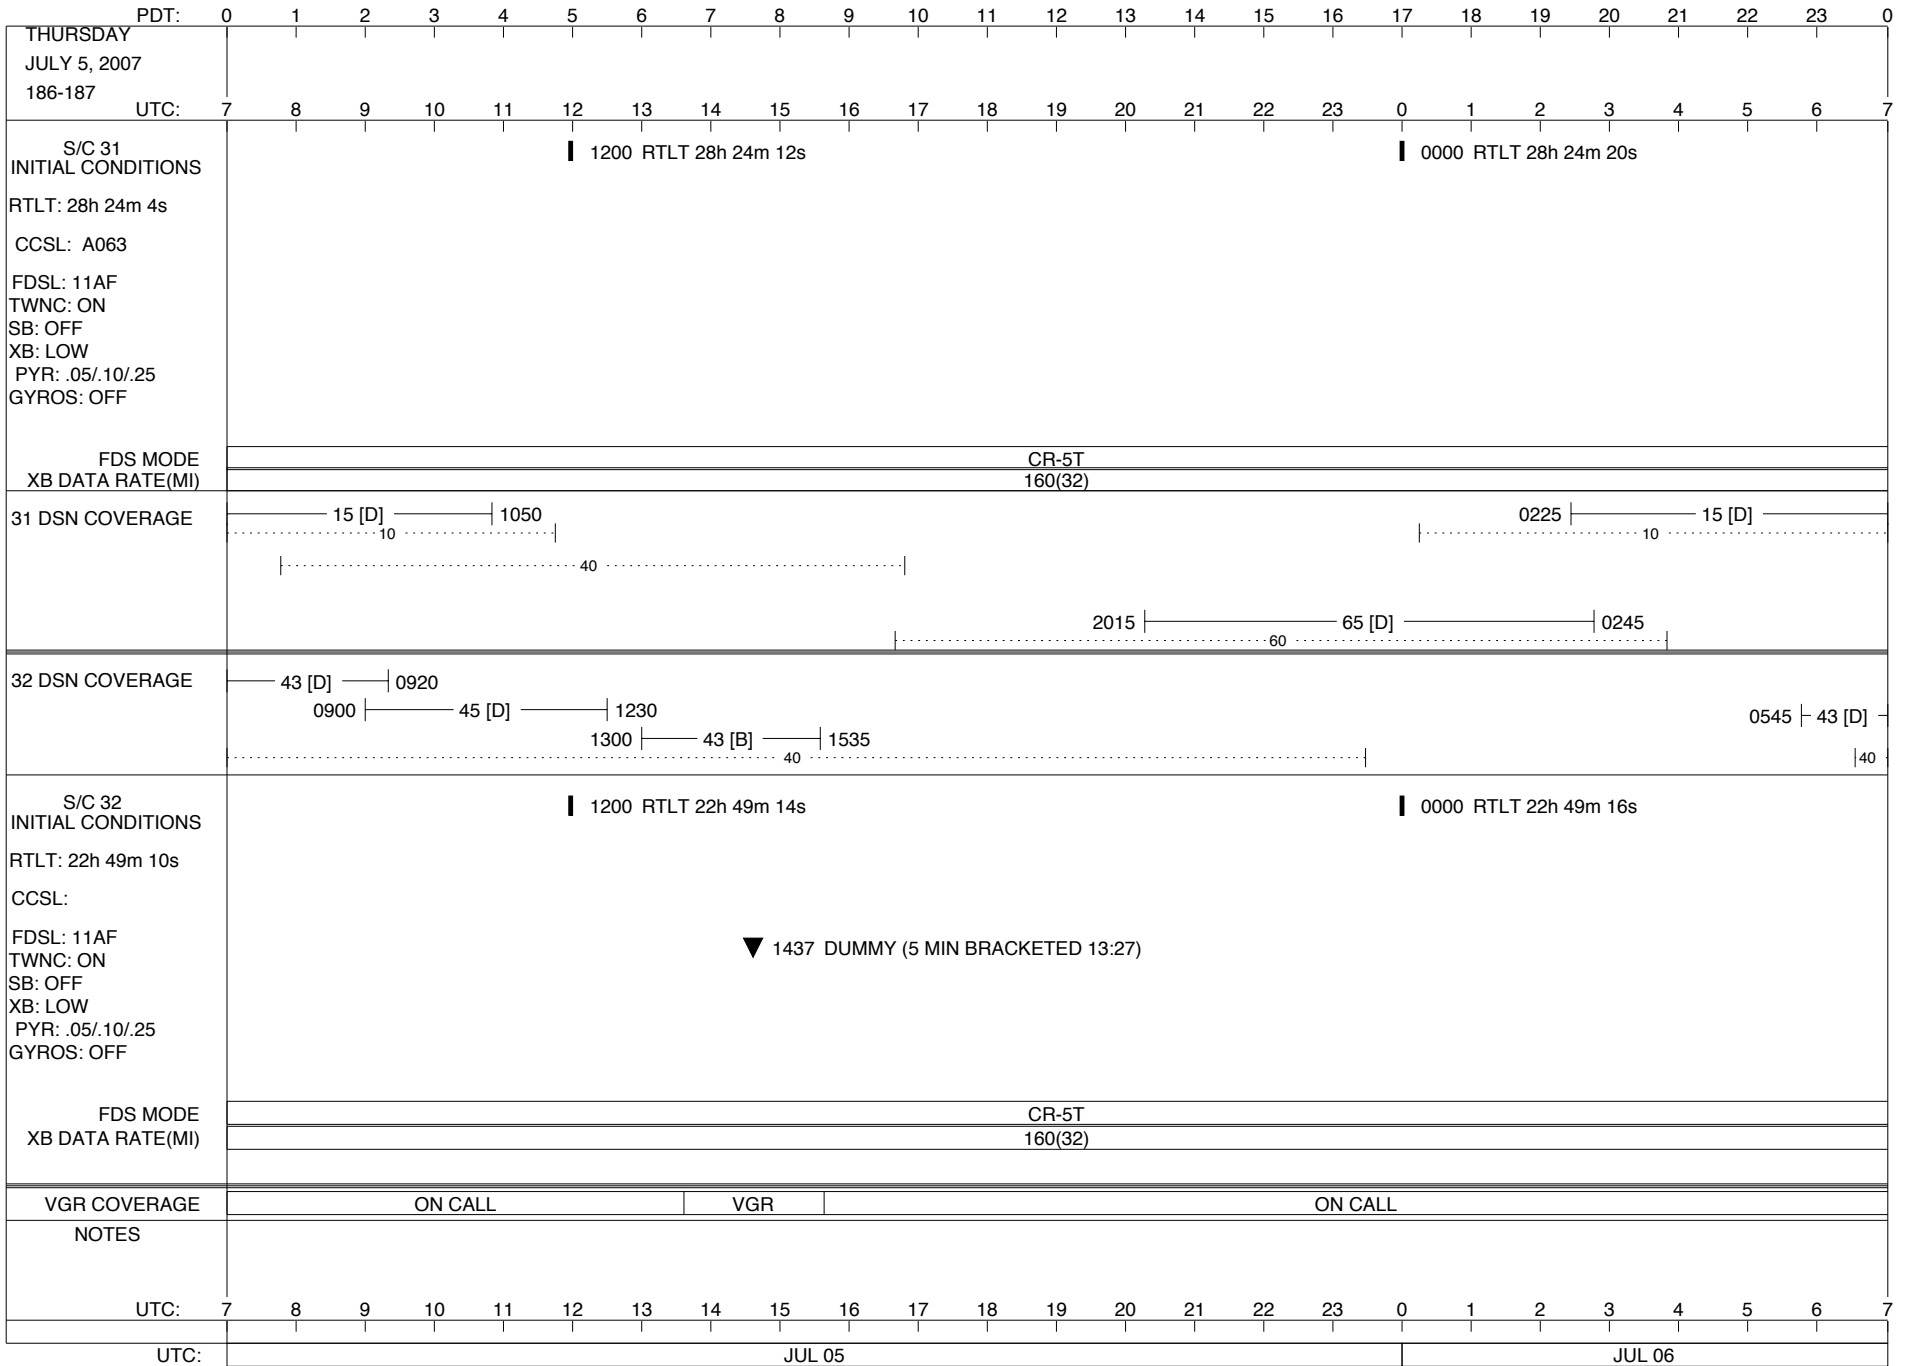 PDT: 0 1 2 3 4 5 6 7 8 9 10 11 12 13 14 15 16 17 18 19 20 21 22 23 0
THURSDAY
JULY 5, 2007
186-187
UTC: 7 8 9 10 11 12 13 14 15 16 17 18 19 20 21 22 23 0 1 2 3 4 5 6 7
S/C 31
INITIAL CONDITIONS
1200 RTLT 28h 24m 12s
0000 RTLT 28h 24m 20s
RTLT: 28h 24m 4s
CCSL: A063
FDSL: 11AF
TWNC: ON
SB: OFF
XB: LOW
PYR: .05/.10/.25
GYROS: OFF
FDS MODE CR-5T
XB DATA RATE(MI) 160(32)
31 DSN COVERAGE 15 [D] 1050 0225 15 [D]
10 10
40
2015 65 [D] 0245
60
32 DSN COVERAGE 43 [D] 0920
0900 45 [D] 1230 0545 43 [D]
1300 43 [B] 1535
40 40
S/C 32
INITIAL CONDITIONS
1200 RTLT 22h 49m 14s
0000 RTLT 22h 49m 16s
RTLT: 22h 49m 10s
CCSL:
FDSL: 11AF
1437 DUMMY (5 MIN BRACKETED 13:27)
TWNC: ON
SB: OFF
XB: LOW
PYR: .05/.10/.25
GYROS: OFF
FDS MODE CR-5T
XB DATA RATE(MI) 160(32)
VGR COVERAGE ON CALL VGR ON CALL
NOTES
UTC: 7 8 9 10 11 12 13 14 15 16 17 18 19 20 21 22 23 0 1 2 3 4 5 6 7
UTC: JUL 05 JUL 06